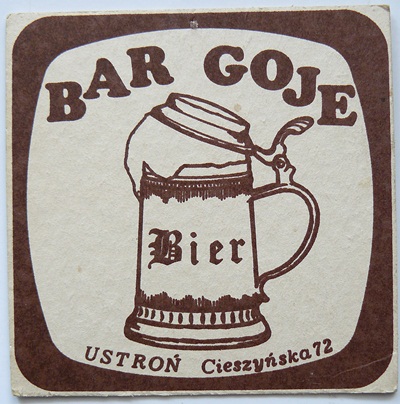 BAR GOJE
Bier
USTROŃ Cieszyńska 72